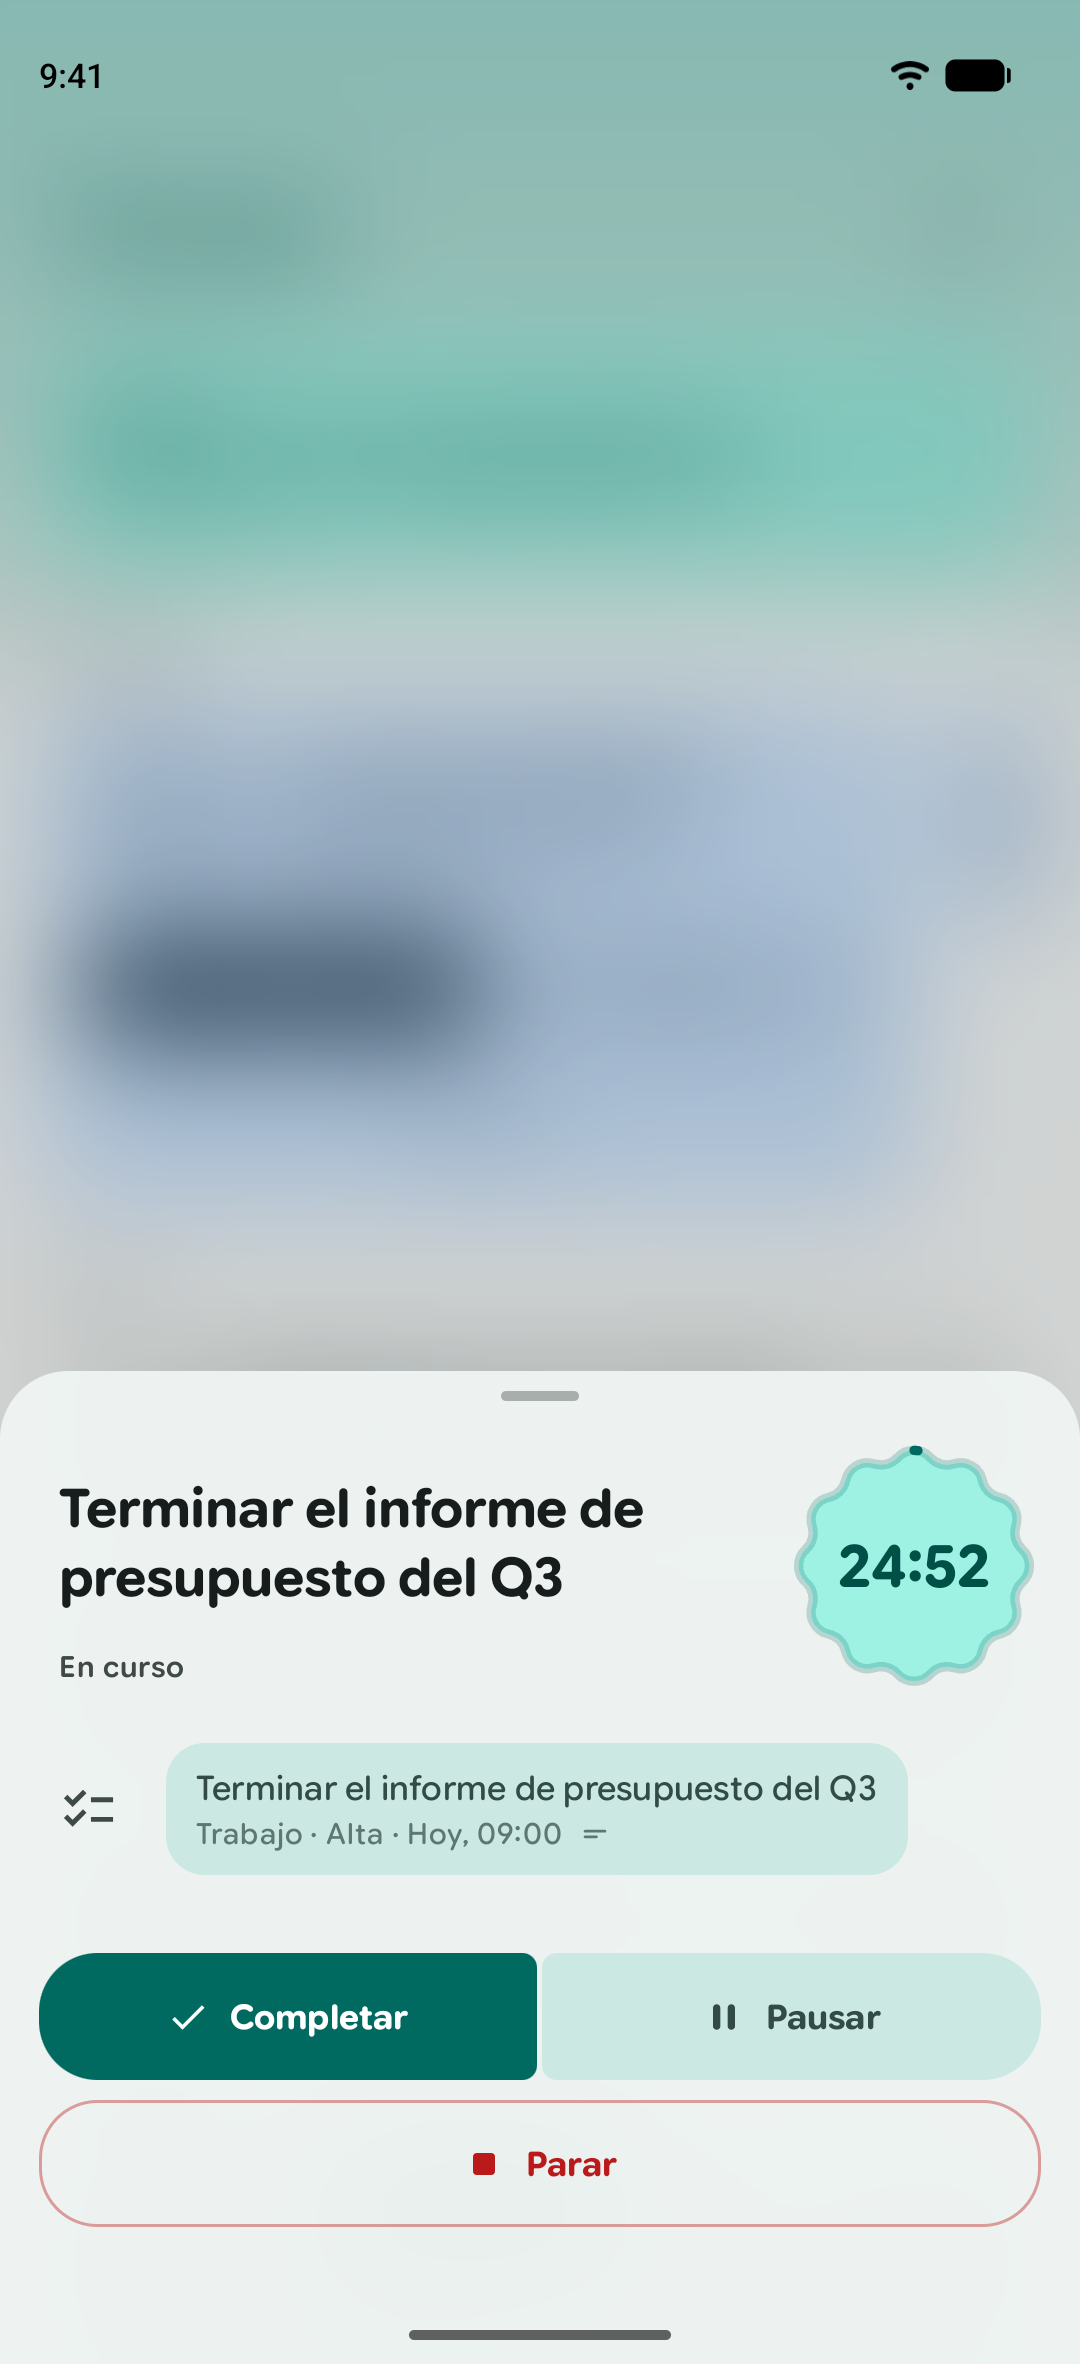 9:41
Terminar el informe de
presupuesto del Q3
24:52
En curso
Terminar el informe de presupuesto del Q3
Trabajo · Alta · Hoy, 09:00
Completar
Pausar
Parar